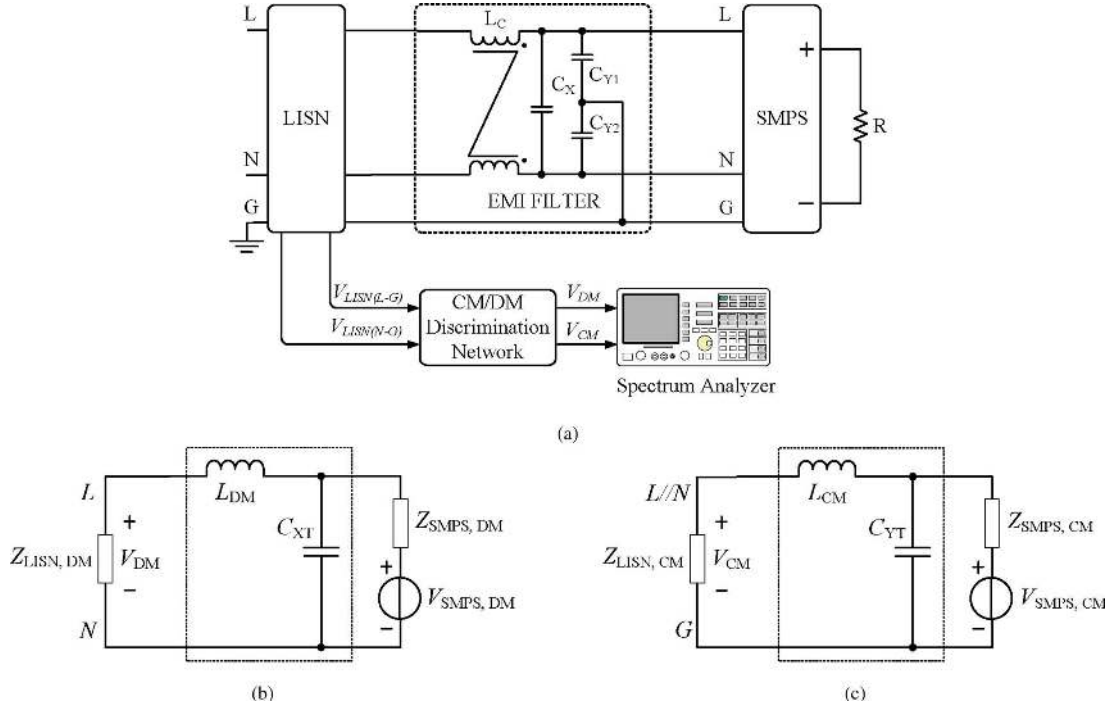 L
L_C
L
C_X
C_Y1
C_Y2
LISN
SMPS
+
R
N
N
−
EMI FILTER
G
G
V_LISN(L-G)
V_LISN(N-G)
CM/DM
Discrimination
Network
V_DM
V_CM
Spectrum Analyzer
(a)
L
L_DM
C_XT
Z_SMPS, DM
Z_LISN, DM
+
V_DM
−
+
V_SMPS, DM
−
N
(b)
L//N
L_CM
C_YT
Z_SMPS, CM
Z_LISN, CM
+
V_CM
−
+
V_SMPS, CM
−
G
(c)